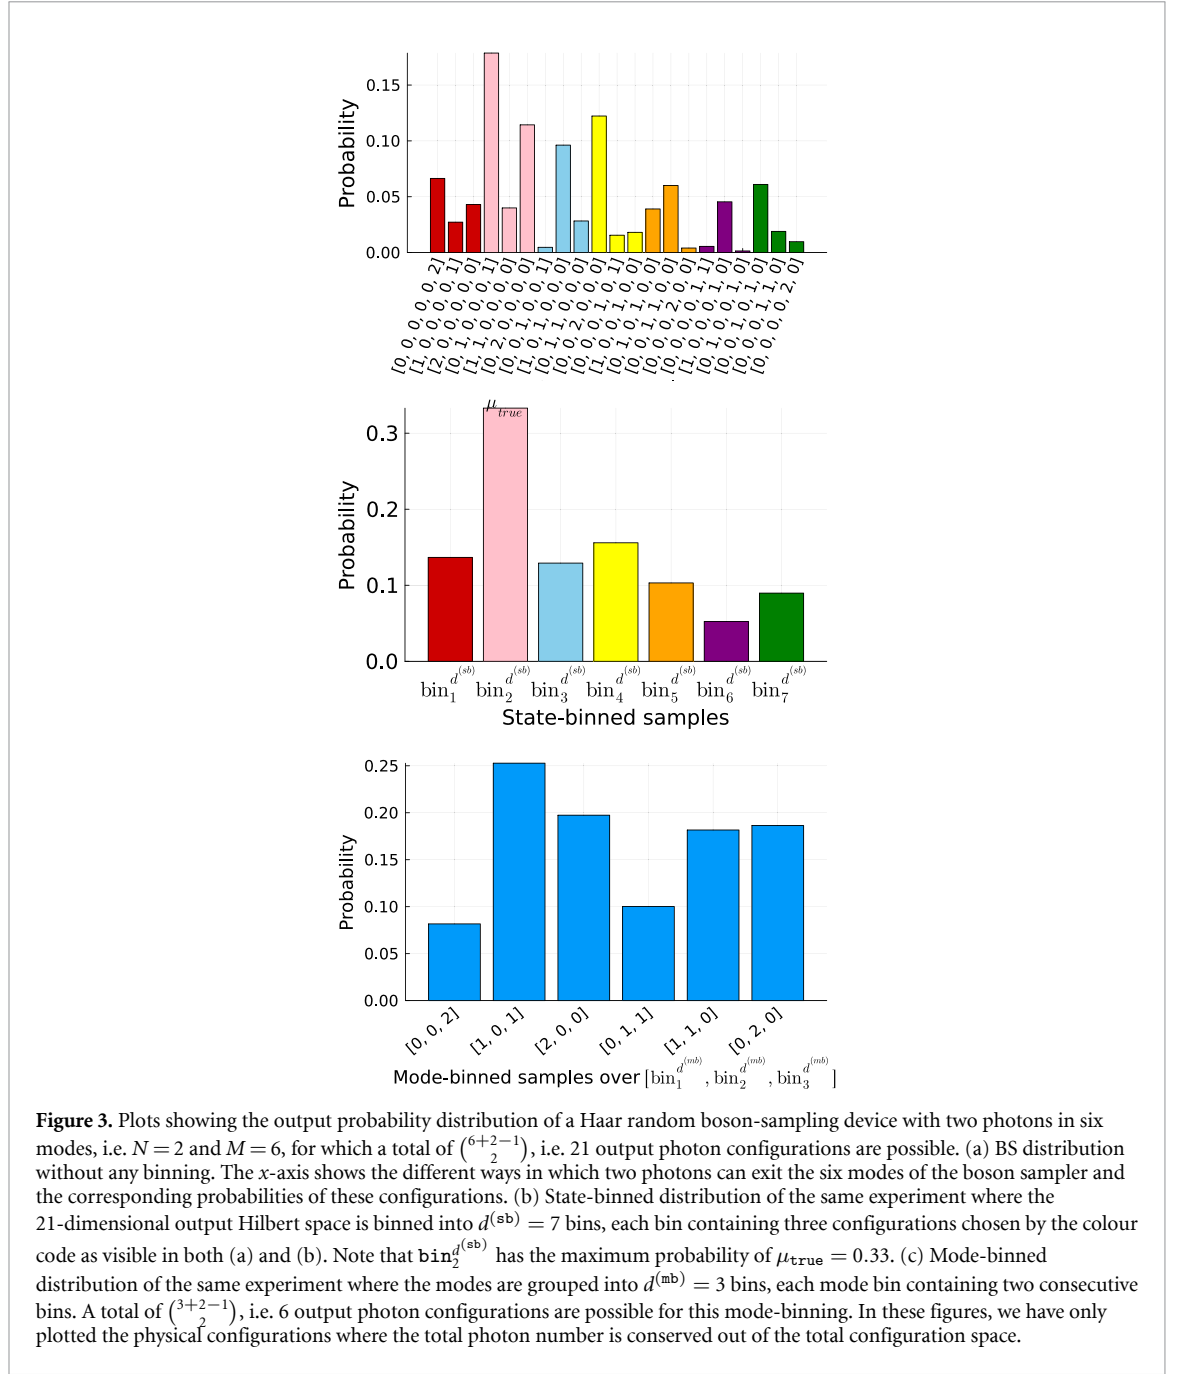 0.15
0.10
0.05
0.00
Probability
[0, 0, 0, 0, 0, 2]
[1, 0, 0, 0, 0, 1]
[2, 0, 0, 0, 0, 0]
[0, 1, 0, 0, 0, 1]
[1, 1, 0, 0, 0, 0]
[0, 2, 0, 0, 0, 0]
[0, 0, 1, 0, 0, 1]
[1, 0, 1, 0, 0, 0]
[0, 1, 1, 0, 0, 0]
[0, 0, 2, 0, 0, 0]
[0, 0, 0, 1, 0, 1]
[1, 0, 0, 1, 0, 0]
[0, 1, 0, 1, 0, 0]
[0, 0, 1, 1, 0, 0]
[0, 0, 0, 2, 0, 0]
[0, 0, 0, 0, 1, 1]
[1, 0, 0, 0, 1, 0]
[0, 1, 0, 0, 1, 0]
[0, 0, 1, 0, 1, 0]
[0, 0, 0, 1, 1, 0]
[0, 0, 0, 0, 2, 0]
μ_true
0.3
0.2
0.1
0.0
Probability
bin_1^{d^{(sb)}} bin_2^{d^{(sb)}} bin_3^{d^{(sb)}} bin_4^{d^{(sb)}} bin_5^{d^{(sb)}} bin_6^{d^{(sb)}} bin_7^{d^{(sb)}}
State-binned samples
0.25
0.20
0.15
0.10
0.05
0.00
Probability
[0, 0, 2] [1, 0, 1] [2, 0, 0] [0, 1, 1] [1, 1, 0] [0, 2, 0]
Mode-binned samples over [bin_1^{d^{(mb)}}, bin_2^{d^{(mb)}}, bin_3^{d^{(mb)}}]
Figure 3. Plots showing the output probability distribution of a Haar random boson-sampling device with two photons in six
modes, i.e. N = 2 and M = 6, for which a total of \binom{6+2−1}{2}, i.e. 21 output photon configurations are possible. (a) BS distribution
without any binning. The x-axis shows the different ways in which two photons can exit the six modes of the boson sampler and
the corresponding probabilities of these configurations. (b) State-binned distribution of the same experiment where the
21-dimensional output Hilbert space is binned into d^{(sb)} = 7 bins, each bin containing three configurations chosen by the colour
code as visible in both (a) and (b). Note that bin_2^{d^{(sb)}} has the maximum probability of μ_true = 0.33. (c) Mode-binned
distribution of the same experiment where the modes are grouped into d^{(mb)} = 3 bins, each mode bin containing two consecutive
bins. A total of \binom{3+2−1}{2}, i.e. 6 output photon configurations are possible for this mode-binning. In these figures, we have only
plotted the physical configurations where the total photon number is conserved out of the total configuration space.